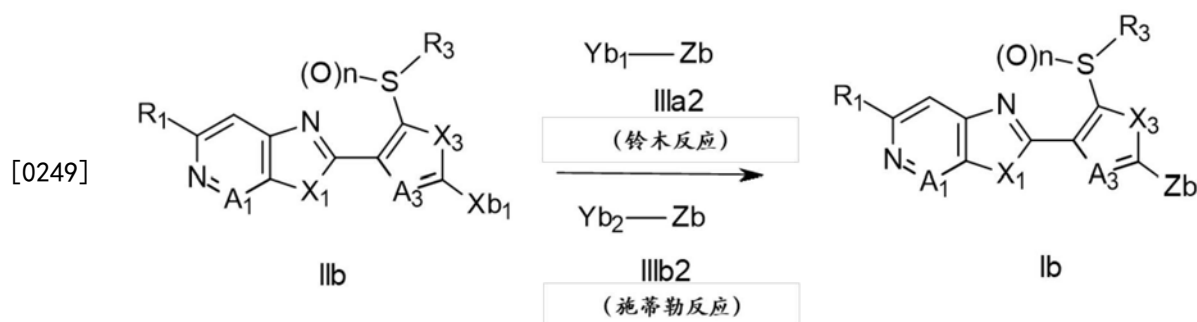 [0249]
R₁
N
A₁
N
X₁
(O)n
S
R₃
X₃
A₃
Xb₁
IIb
Yb₁—Zb
IIIa2
(铃木反应)
Yb₂—Zb
IIIb2
(施蒂勒反应)
R₁
N
A₁
N
X₁
(O)n
S
R₃
X₃
A₃
Zb
Ib